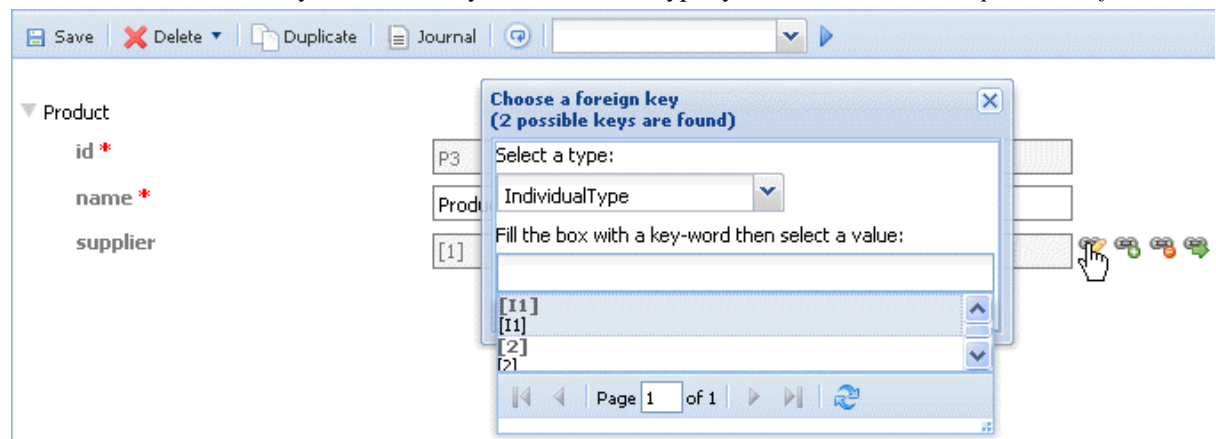 Save Delete Duplicate Journal
Choose a foreign key
(2 possible keys are found)
Product
id *
P3
Select a type:
IndividualType
name *
Produ
Fill the box with a key-word then select a value:
supplier
[1]
[I1]
[I1]
[2]
[2]
Page 1 of 1